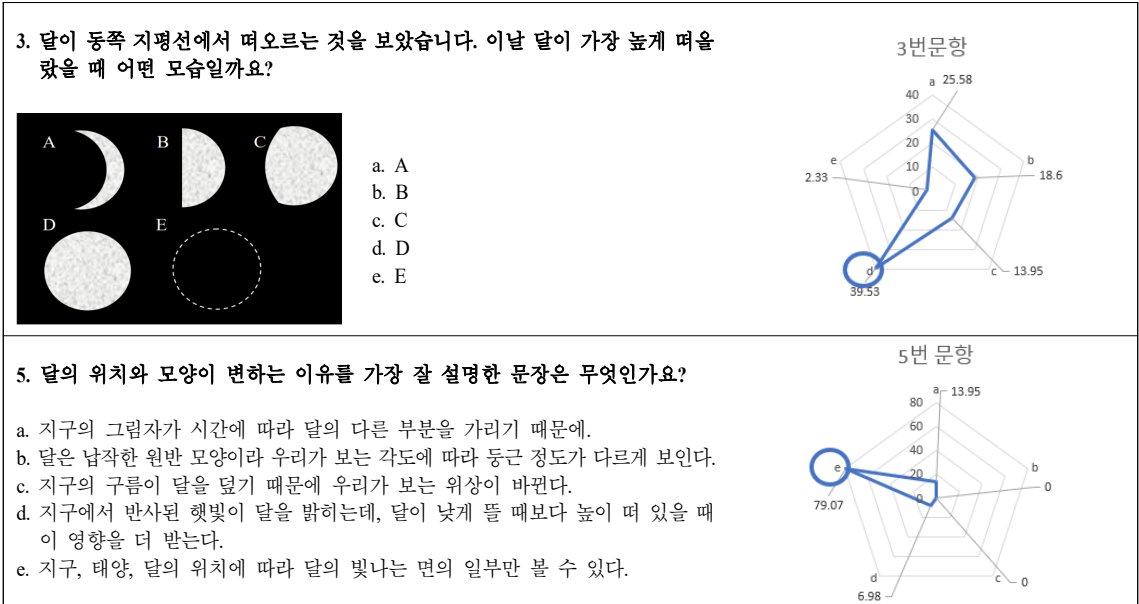 3. 달이 동쪽 지평선에서 떠오르는 것을 보았습니다. 이날 달이 가장 높게 떠올
랐을 때 어떤 모습일까요?
A
B
C
D
E
a. A
b. B
c. C
d. D
e. E
3번문항
a 25.58
40
30
20
10
0
e
2.33
b
18.6
d
39.53
c
13.95
5. 달의 위치와 모양이 변하는 이유를 가장 잘 설명한 문장은 무엇인가요?
a. 지구의 그림자가 시간에 따라 달의 다른 부분을 가리기 때문에.
b. 달은 납작한 원반 모양이라 우리가 보는 각도에 따라 둥근 정도가 다르게 보인다.
c. 지구의 구름이 달을 덮기 때문에 우리가 보는 위상이 바뀐다.
d. 지구에서 반사된 햇빛이 달을 밝히는데, 달이 낮게 뜰 때보다 높이 떠 있을 때
이 영향을 더 받는다.
e. 지구, 태양, 달의 위치에 따라 달의 빛나는 면의 일부만 볼 수 있다.
5번 문항
a 13.95
80
60
40
20
0
e
79.07
b
0
d
6.98
c
0